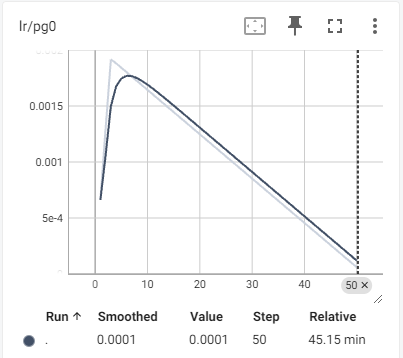 lr/pg0
0.0015
0.001
5e-4
0 10 20 30 40 50 ✕
Run ↑ Smoothed Value Step Relative
. 0.0001 0.0001 50 45.15 min